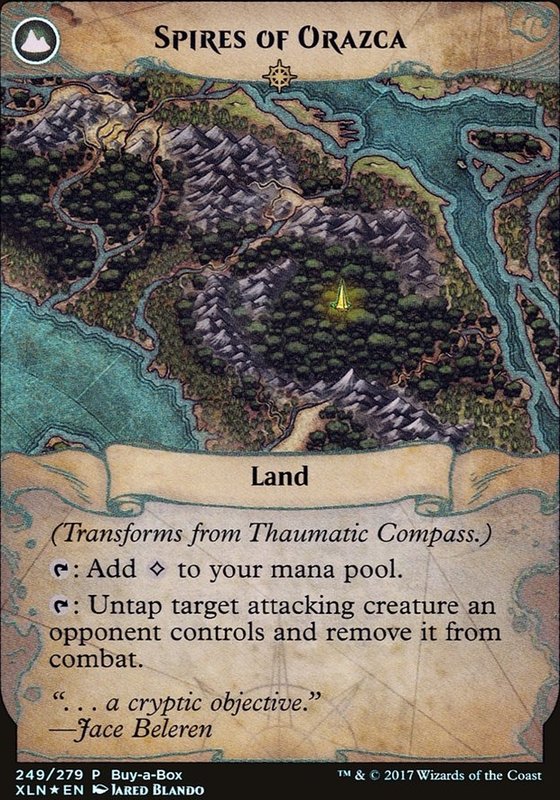 Spires of Orazca
Land
(Transforms from Thaumatic Compass.)
: Add to your mana pool.
: Untap target attacking creature an
opponent controls and remove it from
combat.
“. . . a cryptic objective.”
—Jace Beleren
249/279 P Buy-a-Box
XLN★EN Jared Blando
™ & © 2017 Wizards of the Coast